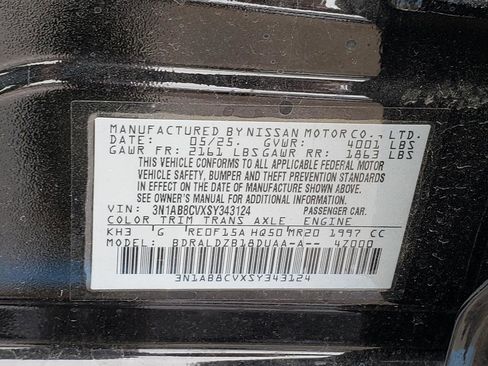 MANUFACTURED BY NISSAN MOTOR CO., LTD.
DATE: 05/25. GVWR: 4001 LBS
GAWR FR: 2161 LBS GAWR RR: 1863 LBS
THIS VEHICLE CONFORMS TO ALL APPLICABLE FEDERAL MOTOR
VEHICLE SAFETY, BUMPER AND THEFT PREVENTION STANDARDS
IN EFFECT ON THE DATE OF MANUFACTURE SHOWN ABOVE.
SEE OWNER'S MANUAL FOR ADDITIONAL INFORMATION
VIN: 3N1AB8CVXSY343124 PASSENGER CAR.
COLOR TRIM TRANS AXLE ENGINE
KH3 G RE0F15A HQ50 MR20 1997 CC
MODEL: BDRALDZB18DUAA-A-- 47000
3N1AB8CVXSY343124